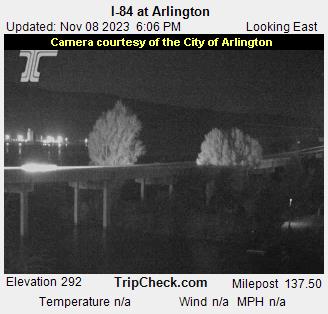 I-84 at Arlington
Updated: Nov 08 2023 6:06 PM Looking East
Camera courtesy of the City of Arlington
Elevation 292 TripCheck.com Milepost 137.50
Temperature n/a Wind n/a MPH n/a